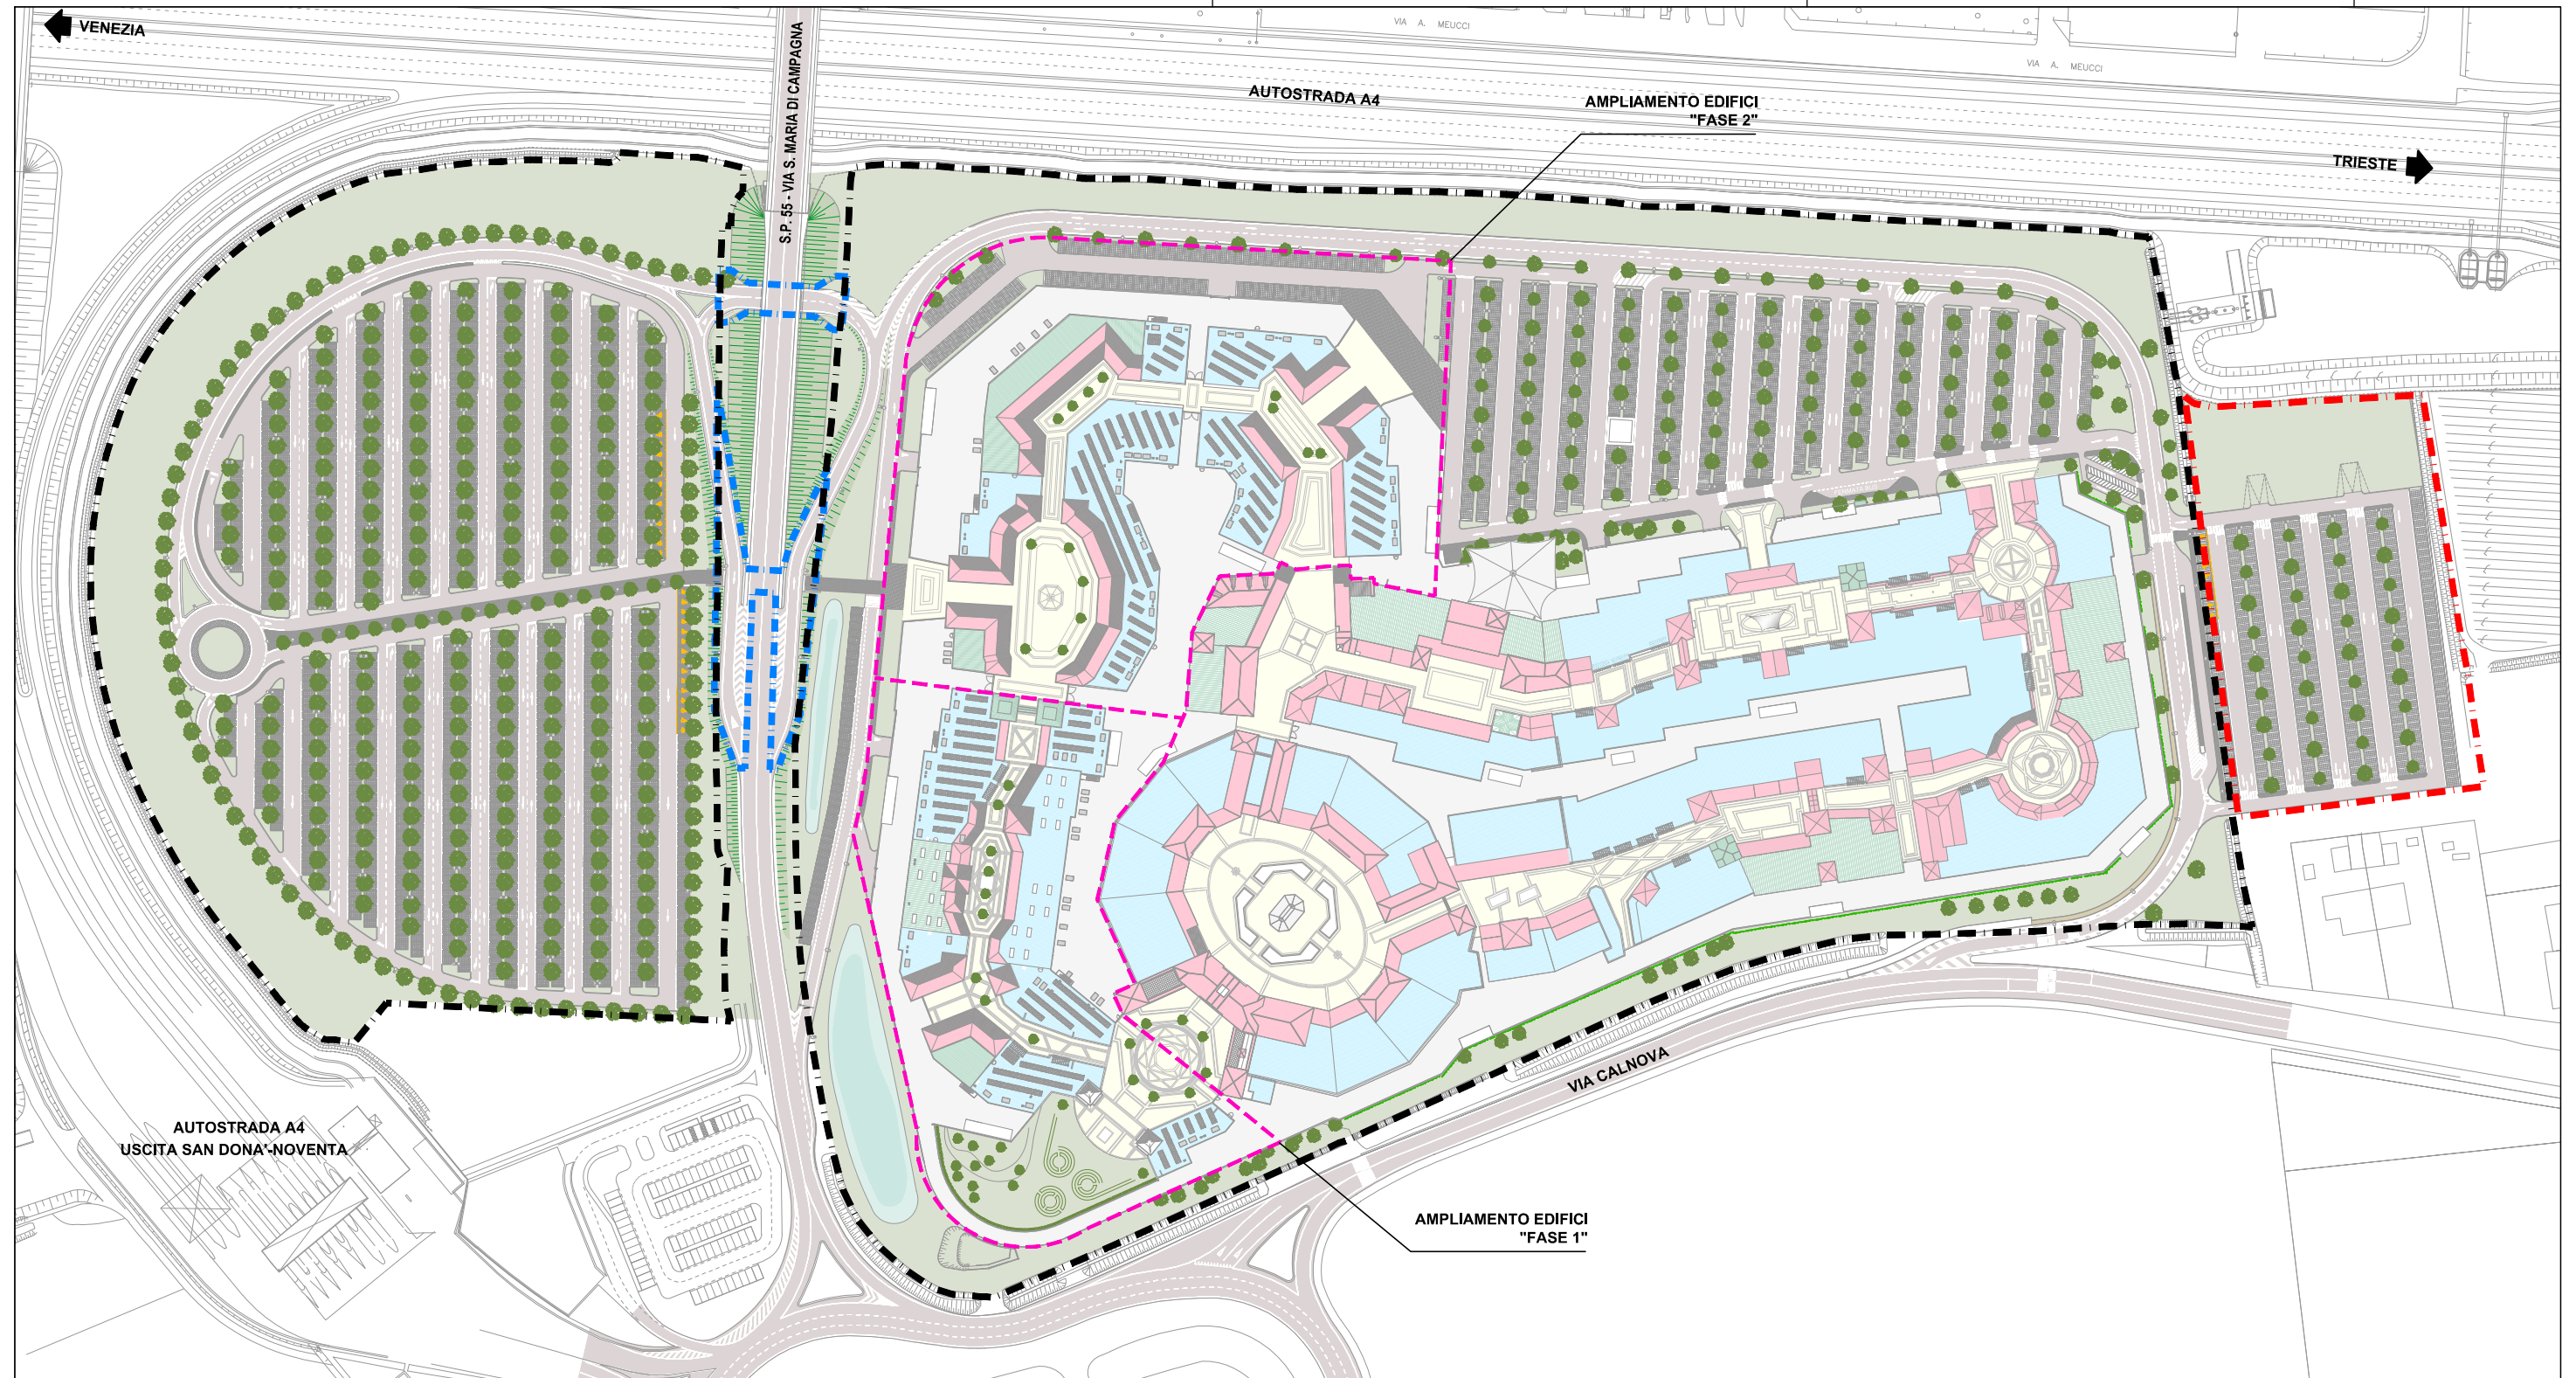 VIA A. MEUCCI
VENEZIA
S.P. 55 - VIA S. MARIA DI CAMPAGNA
VIA A. MEUCCI
AUTOSTRADA A4
AMPLIAMENTO EDIFICI
"FASE 2"
TRIESTE
VIA CALNOVA
AUTOSTRADA A4
USCITA SAN DONA'-NOVENTA
AMPLIAMENTO EDIFICI
"FASE 1"